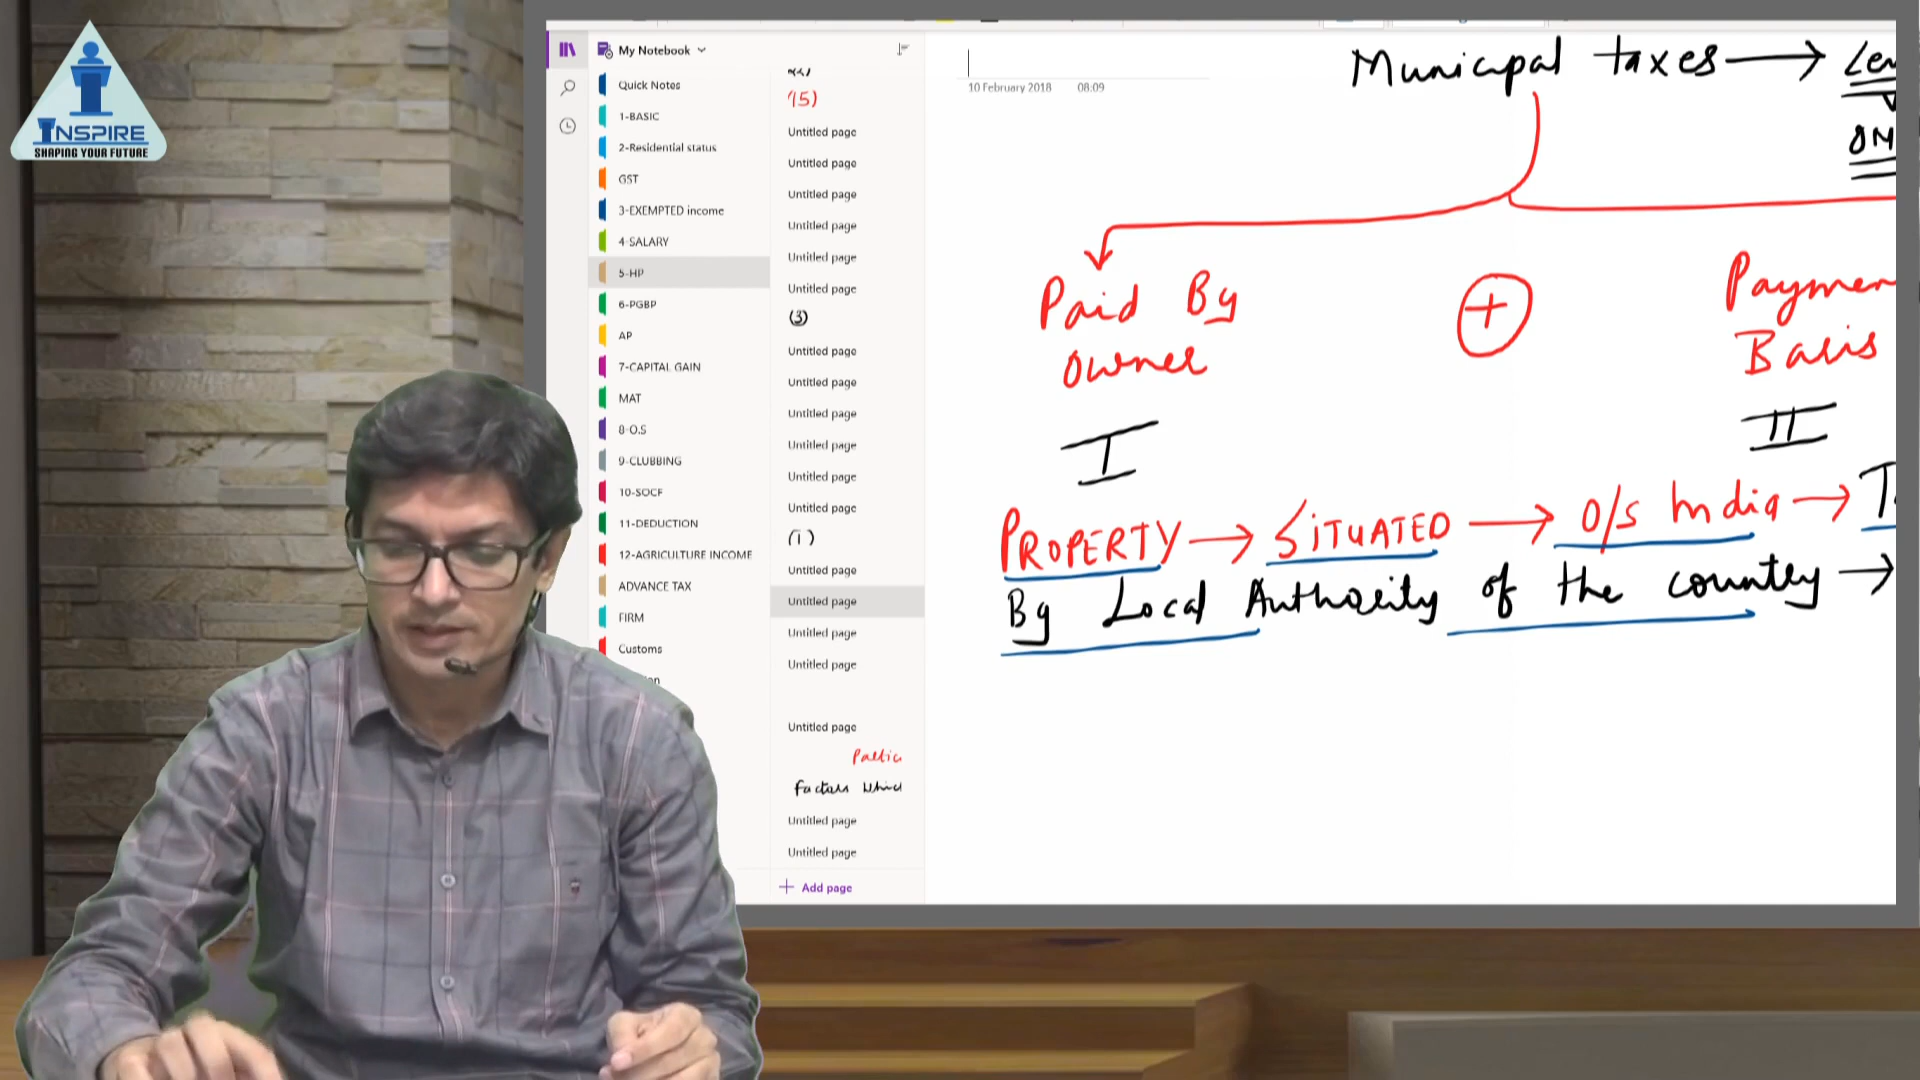 INSPIRE
SHAPING YOUR FUTURE
My Notebook
Quick Notes
1-BASIC
2-Residential status
GST
3-EXEMPTED income
4-SALARY
5-HP
6-PGBP
AP
7-CAPITAL GAIN
MAT
8-O.S
9-CLUBBING
10-SOCF
11-DEDUCTION
12-AGRICULTURE INCOME
ADVANCE TAX
FIRM
Customs
(5)
Untitled page
Untitled page
Untitled page
Untitled page
Untitled page
Untitled page
(3)
Untitled page
Untitled page
Untitled page
Untitled page
Untitled page
Untitled page
(1)
Untitled page
Untitled page
Untitled page
Untitled page
Untitled page
Factors which
Untitled page
Untitled page
+ Add page
10 February 2018 08:09
Municipal taxes →
Paid By
Owner
+
Paymen
Basis
I
II
PROPERTY → SITUATED → O/S India →
By Local Authority of the country →